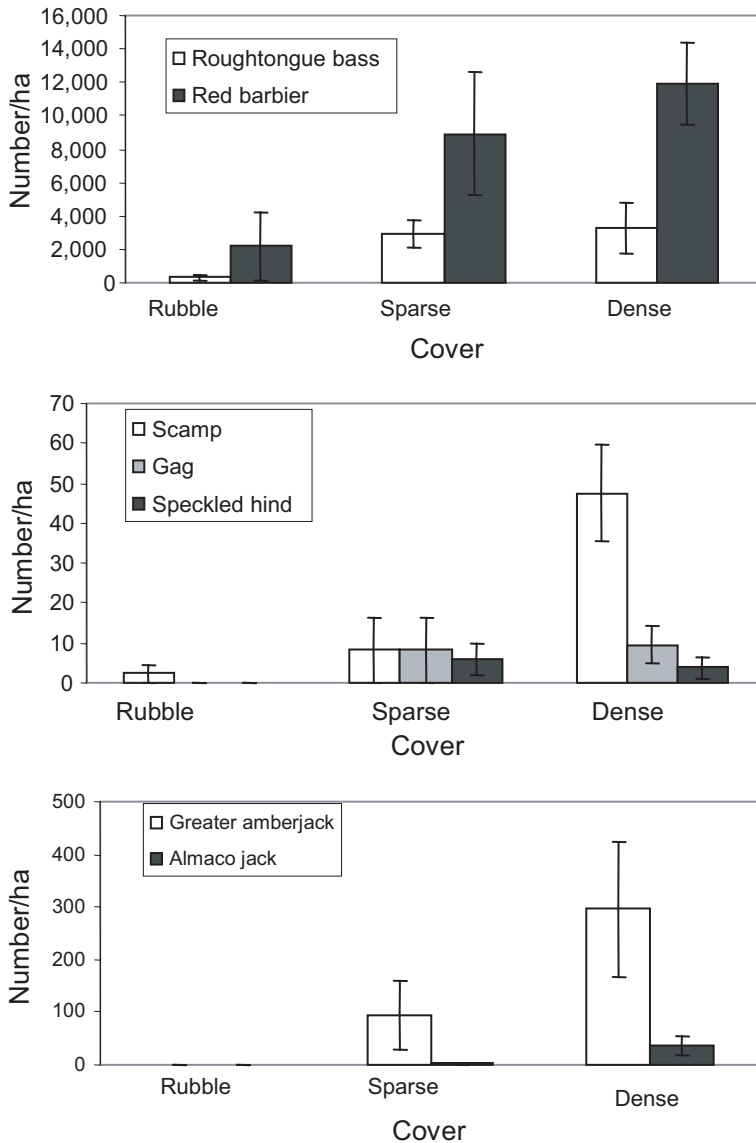 16,000
14,000
12,000
10,000
8,000
6,000
4,000
2,000
0
Number/ha
Roughtongue bass
Red barbier
Rubble Sparse Dense
Cover
70
60
50
40
30
20
10
0
Number/ha
Scamp
Gag
Speckled hind
Rubble Sparse Dense
Cover
500
400
300
200
100
0
Number/ha
Greater amberjack
Almaco jack
Rubble Sparse Dense
Cover